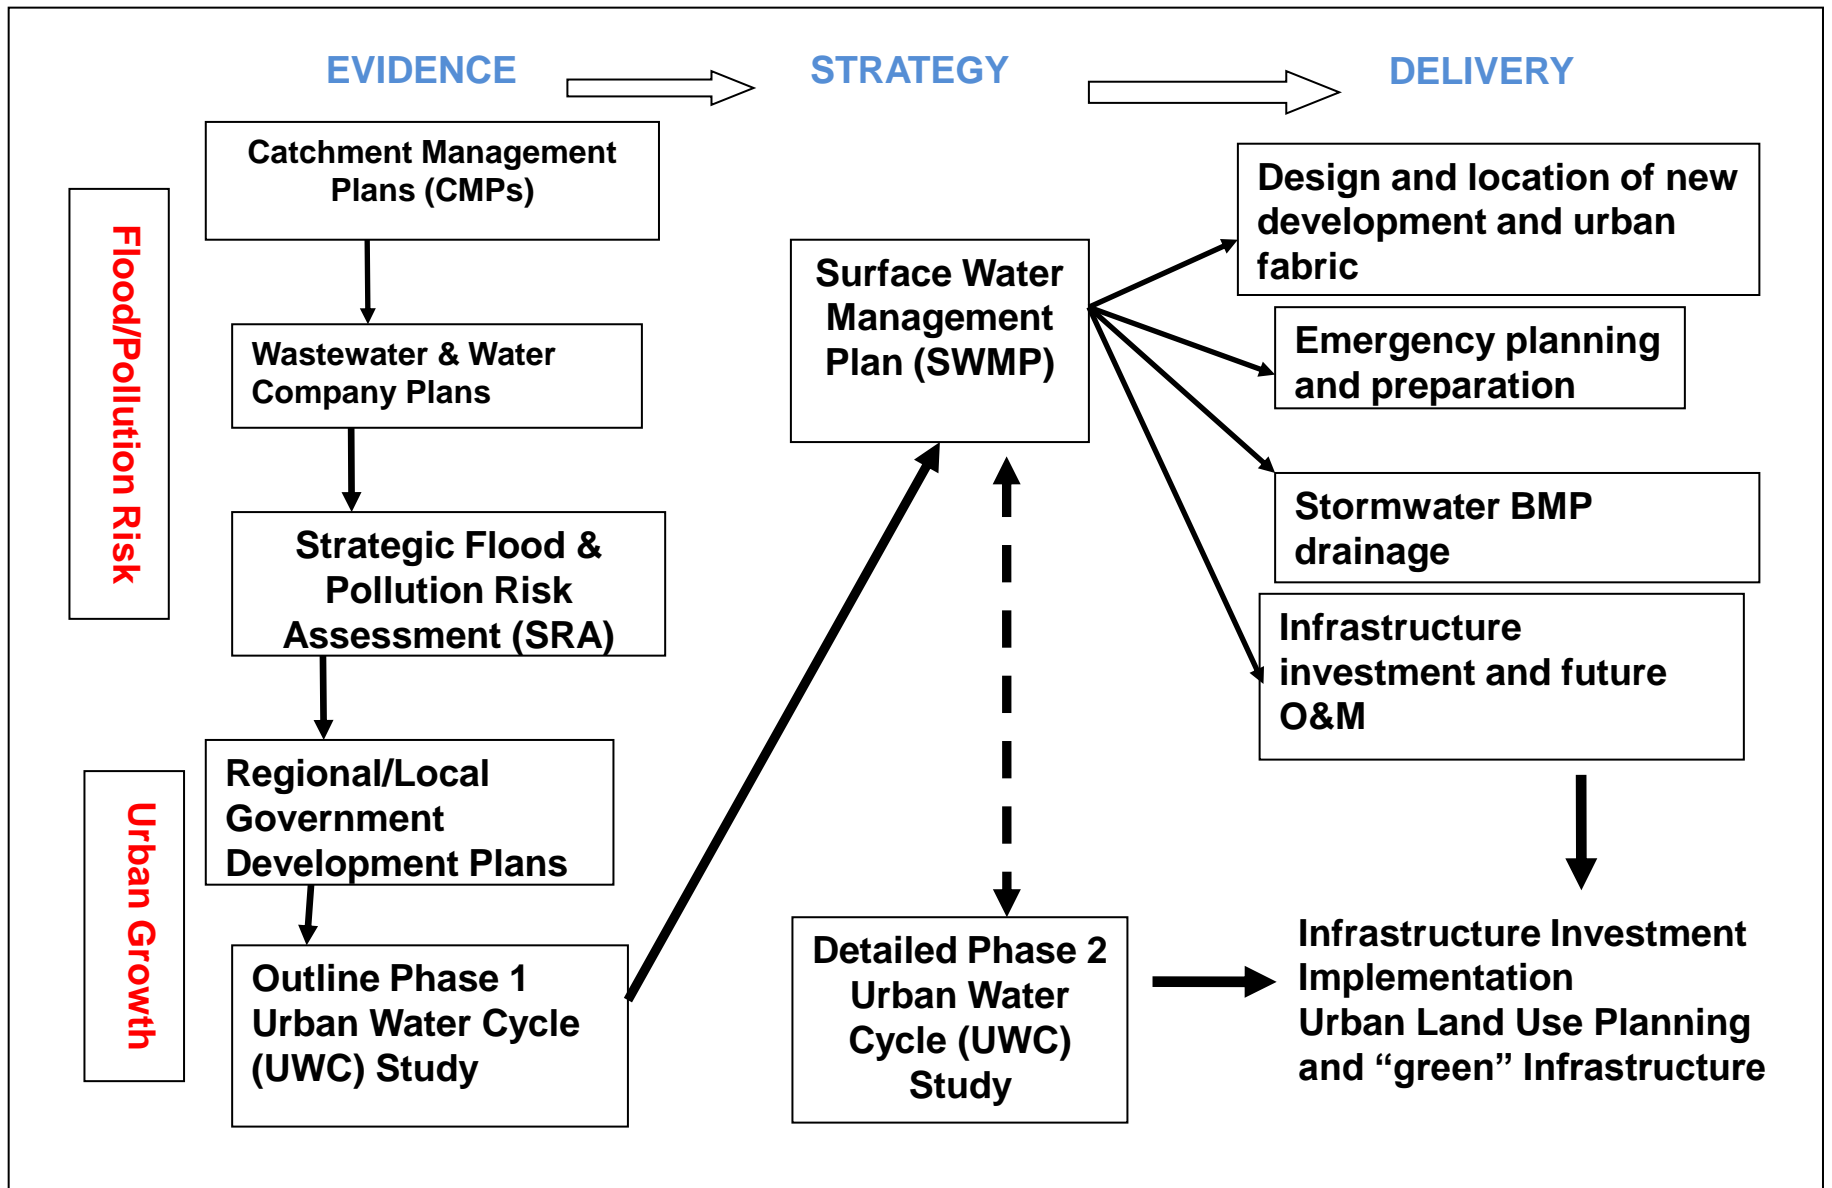 EVIDENCE
STRATEGY
DELIVERY
Flood/Pollution Risk
Urban Growth
Catchment Management
Plans (CMPs)
Wastewater & Water
Company Plans
Strategic Flood &
Pollution Risk
Assessment (SRA)
Regional/Local
Government
Development Plans
Outline Phase 1
Urban Water Cycle
(UWC) Study
Surface Water
Management
Plan (SWMP)
Detailed Phase 2
Urban Water
Cycle (UWC)
Study
Design and location of new
development and urban
fabric
Emergency planning
and preparation
Stormwater BMP
drainage
Infrastructure
investment and future
O&M
Infrastructure Investment
Implementation
Urban Land Use Planning
and “green” Infrastructure